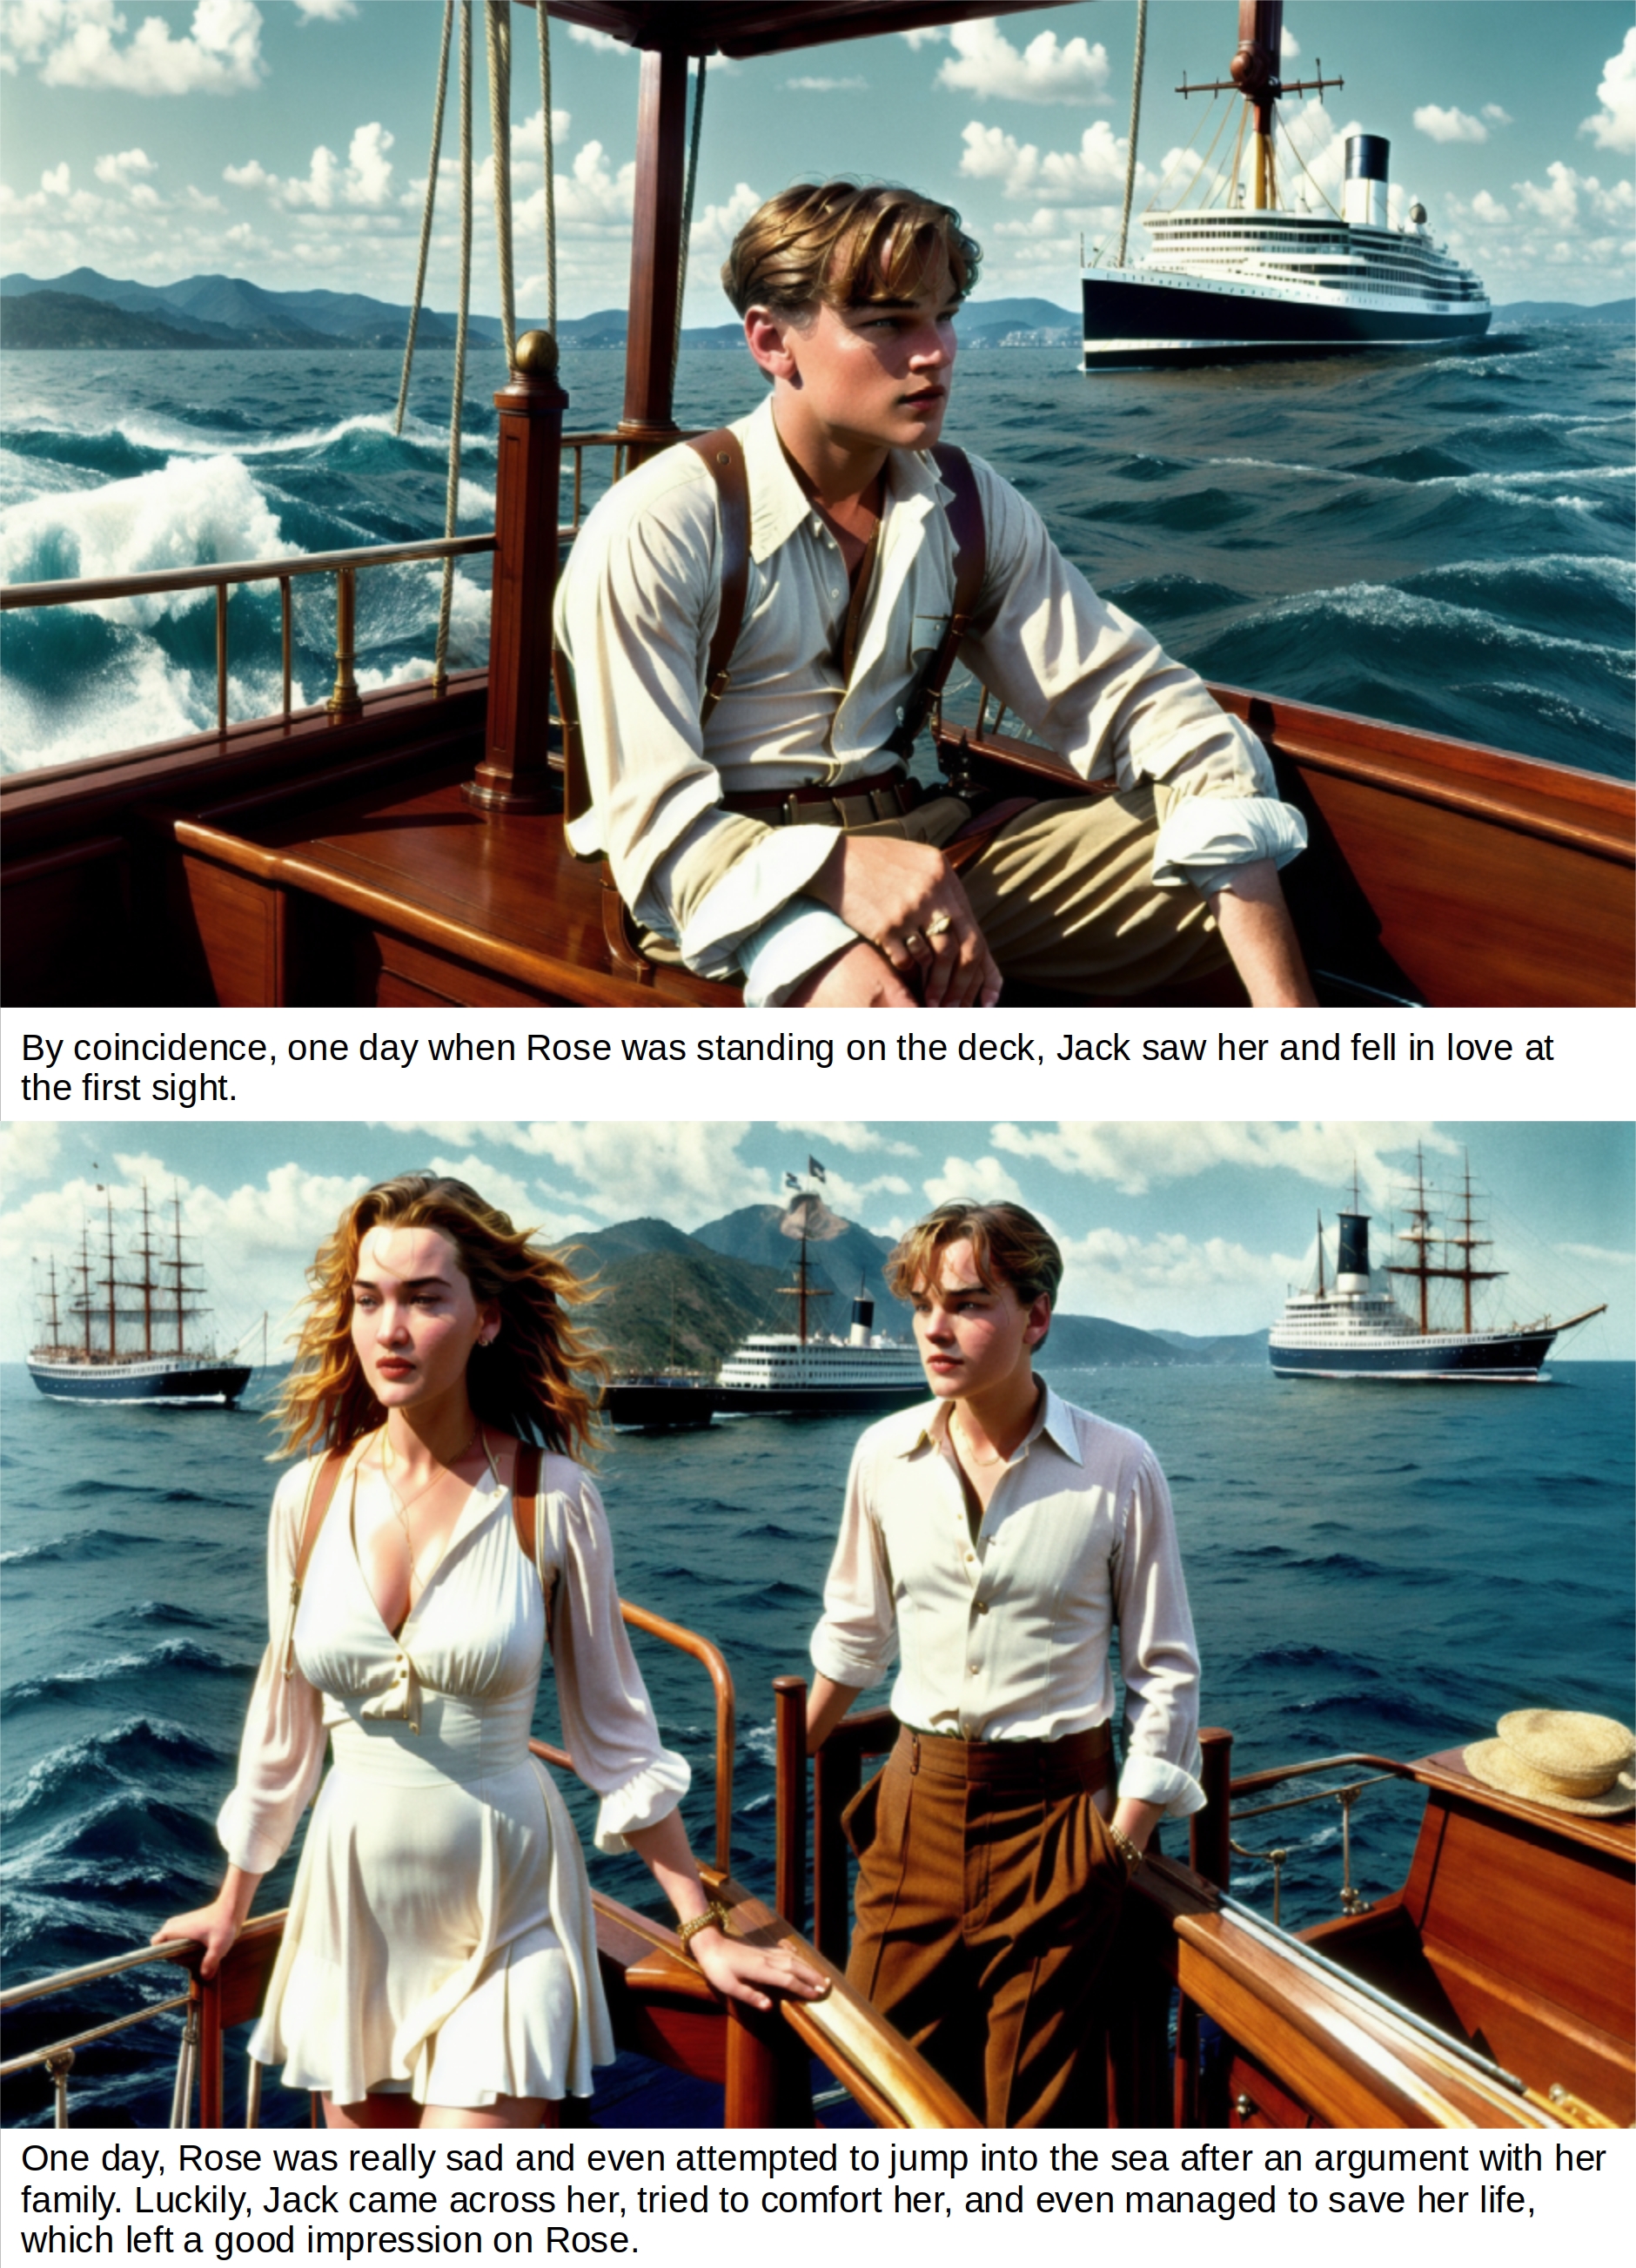 By coincidence, one day when Rose was standing on the deck, Jack saw her and fell in love at
the first sight.
One day, Rose was really sad and even attempted to jump into the sea after an argument with her
family. Luckily, Jack came across her, tried to comfort her, and even managed to save her life,
which left a good impression on Rose.